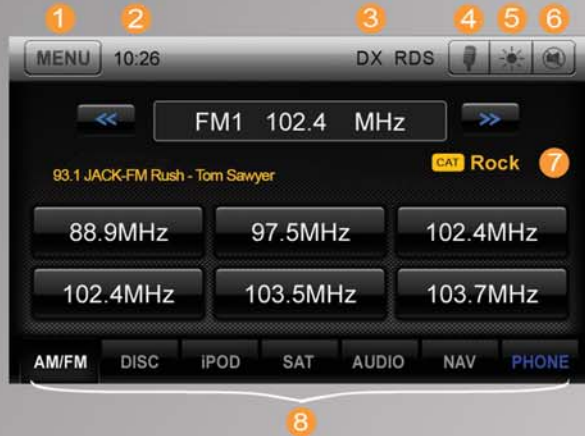 1 2 3 4 5 6
MENU 10:26 DX RDS
<< FM1 102.4 MHz >>
CAT Rock 7
93.1 JACK-FM Rush - Tom Sawyer
88.9MHz 97.5MHz 102.4MHz
102.4MHz 103.5MHz 103.7MHz
AM/FM DISC iPOD SAT AUDIO NAV PHONE
8